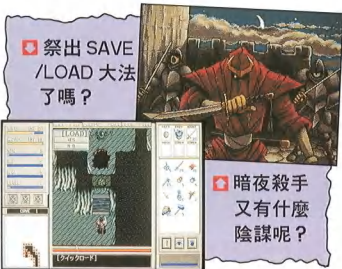 祭出 SAVE
/LOAD 大法
了嗎？
[LOAD]
[クイックロード]
暗夜殺手
又有什麼
陰謀呢？